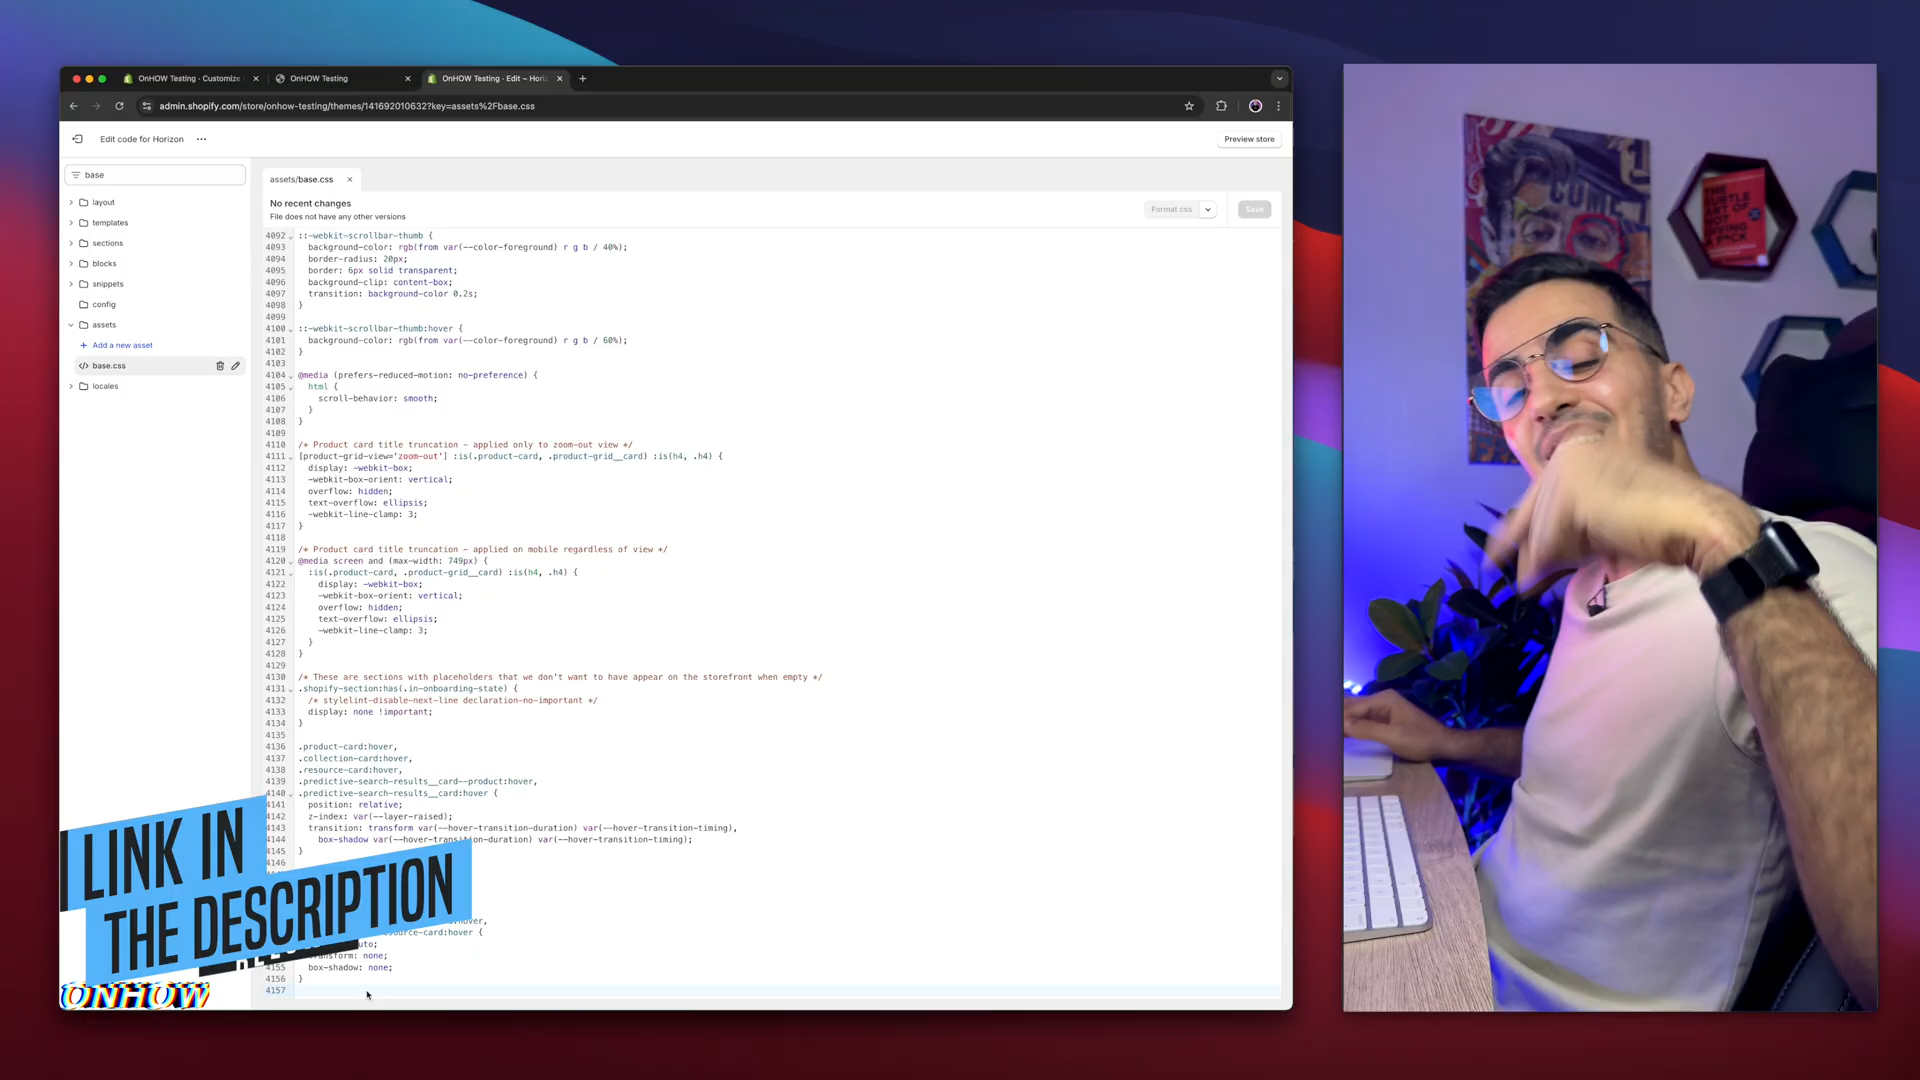 OnHOW Testing · Customize
OnHOW Testing
OnHOW Testing · Edit ~ Hori
admin.shopify.com/store/onhow-testing/themes/141692010632?key=assets%2Fbase.css
Edit code for Horizon
Preview store
base
layout
templates
sections
blocks
snippets
config
assets
Add a new asset
base.css
locales
assets/base.css
No recent changes
File does not have any other versions
Format css
Save
4092 ::-webkit-scrollbar-thumb {
4093 background-color: rgb(from var(--color-foreground) r g b / 40%);
4094 border-radius: 20px;
4095 border: 6px solid transparent;
4096 background-clip: content-box;
4097 transition: background-color 0.2s;
4098 }
4099
4100 ::-webkit-scrollbar-thumb:hover {
4101 background-color: rgb(from var(--color-foreground) r g b / 60%);
4102 }
4103
4104 @media (prefers-reduced-motion: no-preference) {
4105 html {
4106 scroll-behavior: smooth;
4107 }
4108 }
4109
4110 /* Product card title truncation - applied only to zoom-out view */
4111 [product-grid-view='zoom-out'] :is(.product-card, .product-grid__card) :is(h4, .h4) {
4112 display: -webkit-box;
4113 -webkit-box-orient: vertical;
4114 overflow: hidden;
4115 text-overflow: ellipsis;
4116 -webkit-line-clamp: 3;
4117 }
4118
4119 /* Product card title truncation - applied on mobile regardless of view */
4120 @media screen and (max-width: 749px) {
4121 :is(.product-card, .product-grid__card) :is(h4, .h4) {
4122 display: -webkit-box;
4123 -webkit-box-orient: vertical;
4124 overflow: hidden;
4125 text-overflow: ellipsis;
4126 -webkit-line-clamp: 3;
4127 }
4128 }
4129
4130 /* These are sections with placeholders that we don't want to have appear on the storefront when empty */
4131 .shopify-section:has(.in-onboarding-state) {
4132 /* stylelint-disable-next-line declaration-no-important */
4133 display: none !important;
4134 }
4135
4136 .product-card:hover,
4137 .collection-card:hover,
4138 .resource-card:hover,
4139 .predictive-search-results__card--product:hover,
4140 .predictive-search-results__card:hover {
4141 position: relative;
4142 z-index: var(--layer-raised);
4143 transition: transform var(--hover-transition-duration) var(--hover-transition-timing),
4144 box-shadow var(--hover-transition-duration) var(--hover-transition-timing);
4145 }
4146
:hover {
none;
4155 box-shadow: none;
4156 }
4157
LINK IN
THE DESCRIPTION
ONHOW
COME
THE
SUBTLE
ART OF
NOT
GIVING
A F*CK